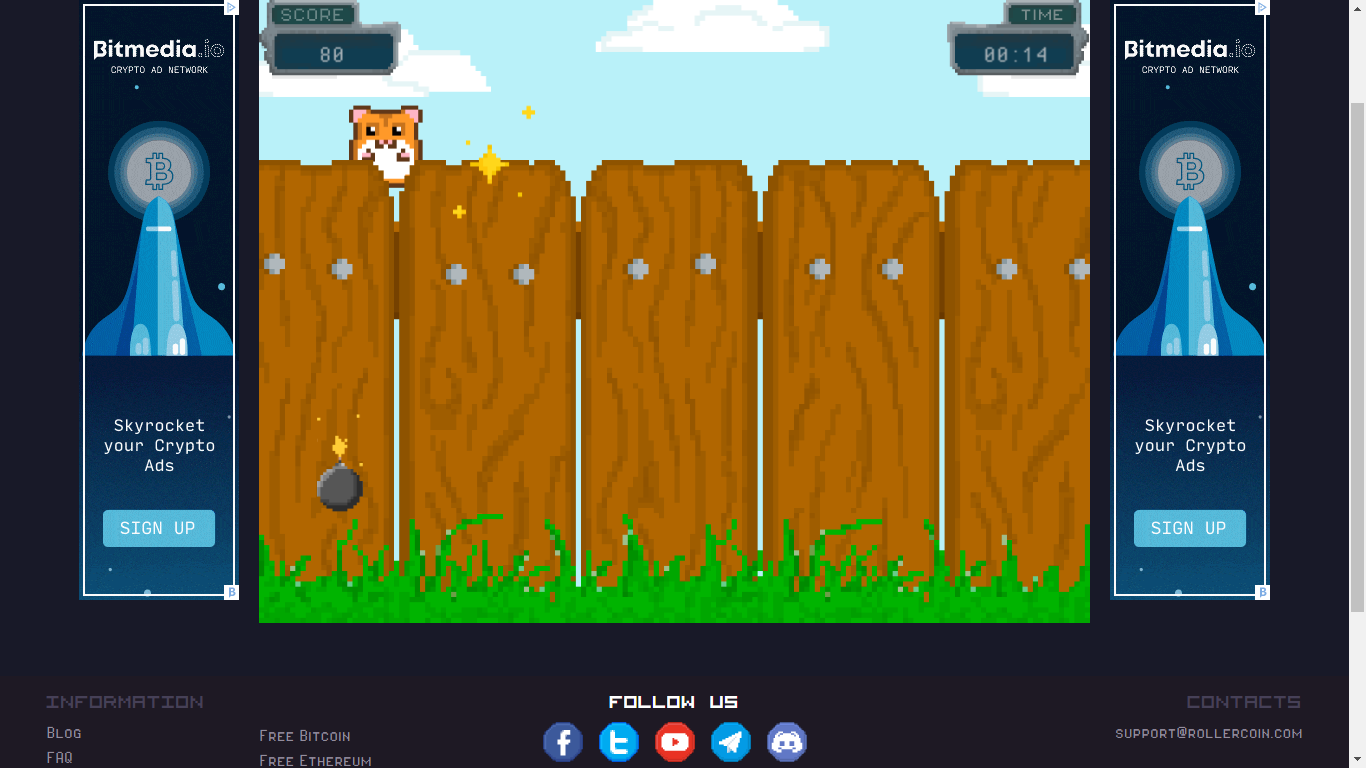 Bitmedia.io
CRYPTO AD NETWORK
Skyrocket
your Crypto
Ads
SIGN UP
SCORE
80
TIME
00:14
Bitmedia.io
CRYPTO AD NETWORK
Skyrocket
your Crypto
Ads
SIGN UP
INFORMATION
Blog
FAQ
Free Bitcoin
Free Ethereum
FOLLOW US
CONTACTS
SUPPORT@ROLLERCOIN.COM